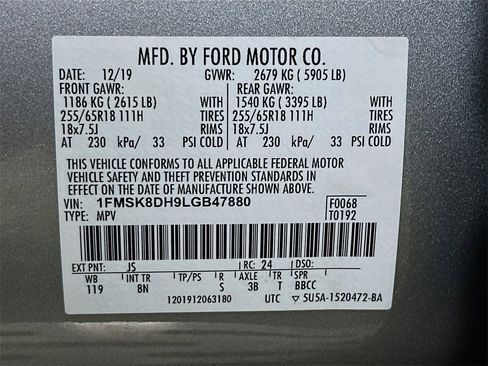 MFD. BY FORD MOTOR CO.
DATE: 12/19 GVWR: 2679 KG ( 5905 LB)
FRONT GAWR: REAR GAWR:
1186 KG ( 2615 LB) WITH 1540 KG ( 3395 LB) WITH
255/65R18 111H TIRES 255/65R18 111H TIRES
18x7.5J RIMS 18x7.5J RIMS
AT 230 kPa/ 33 PSI COLD AT 230 kPa/ 33 PSI COLD
THIS VEHICLE CONFORMS TO ALL APPLICABLE FEDERAL MOTOR
VEHICLE SAFETY AND THEFT PREVENTION STANDARDS IN
EFFECT ON THE DATE OF MANUFACTURE SHOWN ABOVE.
VIN: 1FMSK8DH9LGB47880 F0068
TYPE: MPV T0192
EXT PNT: JS RC: 24 DSO:
WB INT TR TP/PS R AXLE TR SPR
119 8N S 3B T BBCC
1201912063180 UTC ▽ 5U5A-1520472-BA